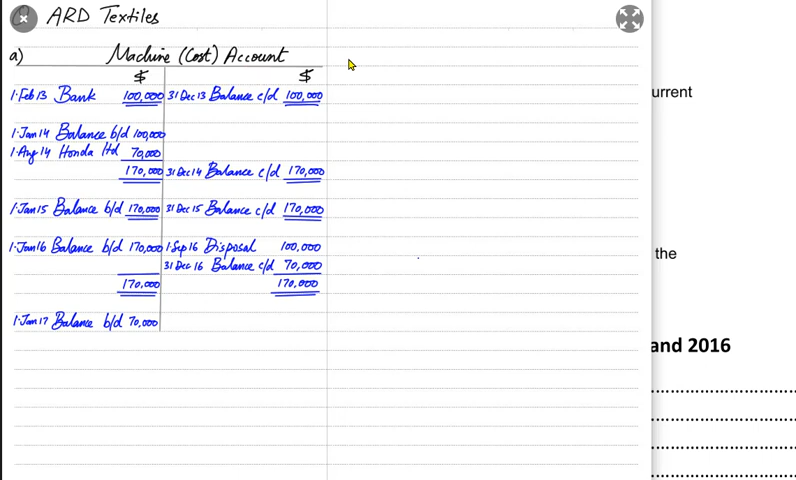 ARD Textiles
a) Machine (Cost) Account
$ $
1·Feb 13 Bank 100,000 31 Dec 13 Balance c/d 100,000
1·Jan 14 Balance b/d 100,000
1·Aug 14 Honda Ltd 70,000
170,000 31 Dec 14 Balance c/d 170,000
1·Jan 15 Balance b/d 170,000 31 Dec 15 Balance c/d 170,000
1·Jan 16 Balance b/d 170,000 1·Sep 16 Disposal 100,000
31 Dec 16 Balance c/d 70,000
170,000 170,000
1·Jan 17 Balance b/d 70,000
urrent
the
and 2016